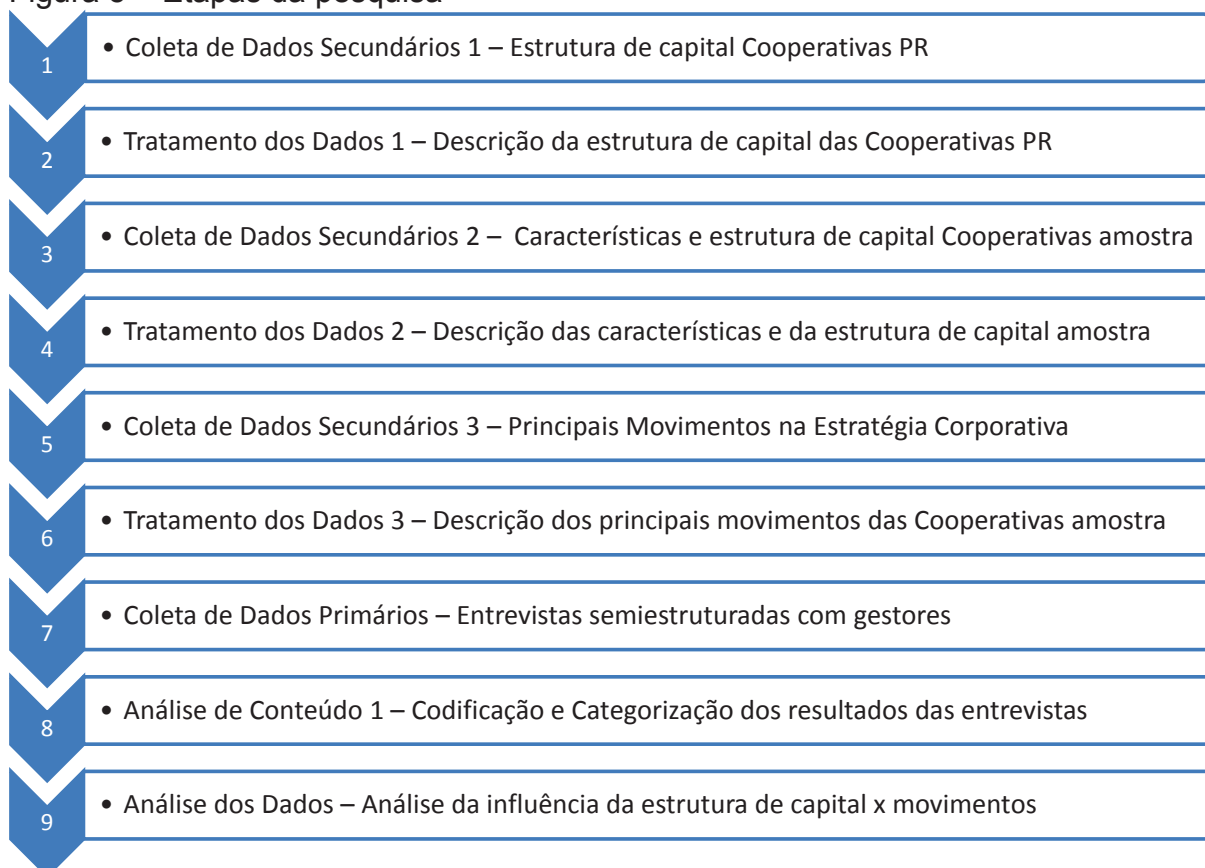 Figura 3 – Etapas da pesquisa
1
• Coleta de Dados Secundários 1 – Estrutura de capital Cooperativas PR
2
• Tratamento dos Dados 1 – Descrição da estrutura de capital das Cooperativas PR
3
• Coleta de Dados Secundários 2 – Características e estrutura de capital Cooperativas amostra
4
• Tratamento dos Dados 2 – Descrição das características e da estrutura de capital amostra
5
• Coleta de Dados Secundários 3 – Principais Movimentos na Estratégia Corporativa
6
• Tratamento dos Dados 3 – Descrição dos principais movimentos das Cooperativas amostra
7
• Coleta de Dados Primários – Entrevistas semiestruturadas com gestores
8
• Análise de Conteúdo 1 – Codificação e Categorização dos resultados das entrevistas
9
• Análise dos Dados – Análise da influência da estrutura de capital x movimentos